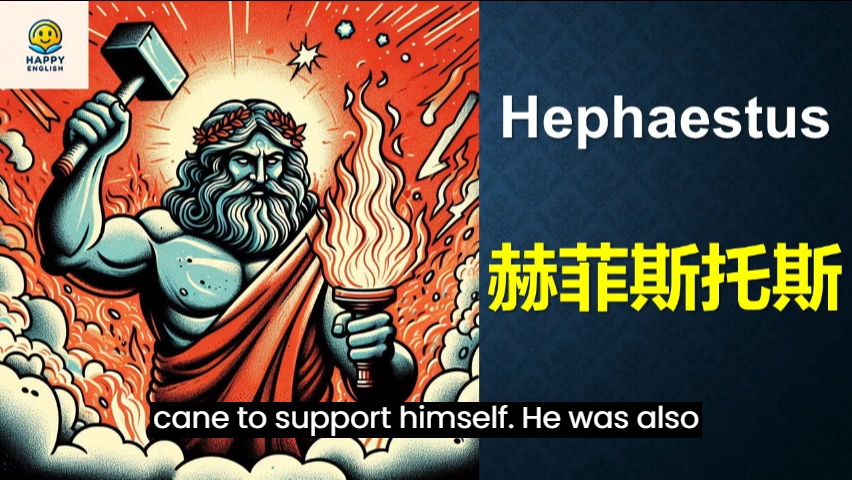 HAPPY
ENGLISH
Hephaestus
赫菲斯托斯
cane to support himself. He was also